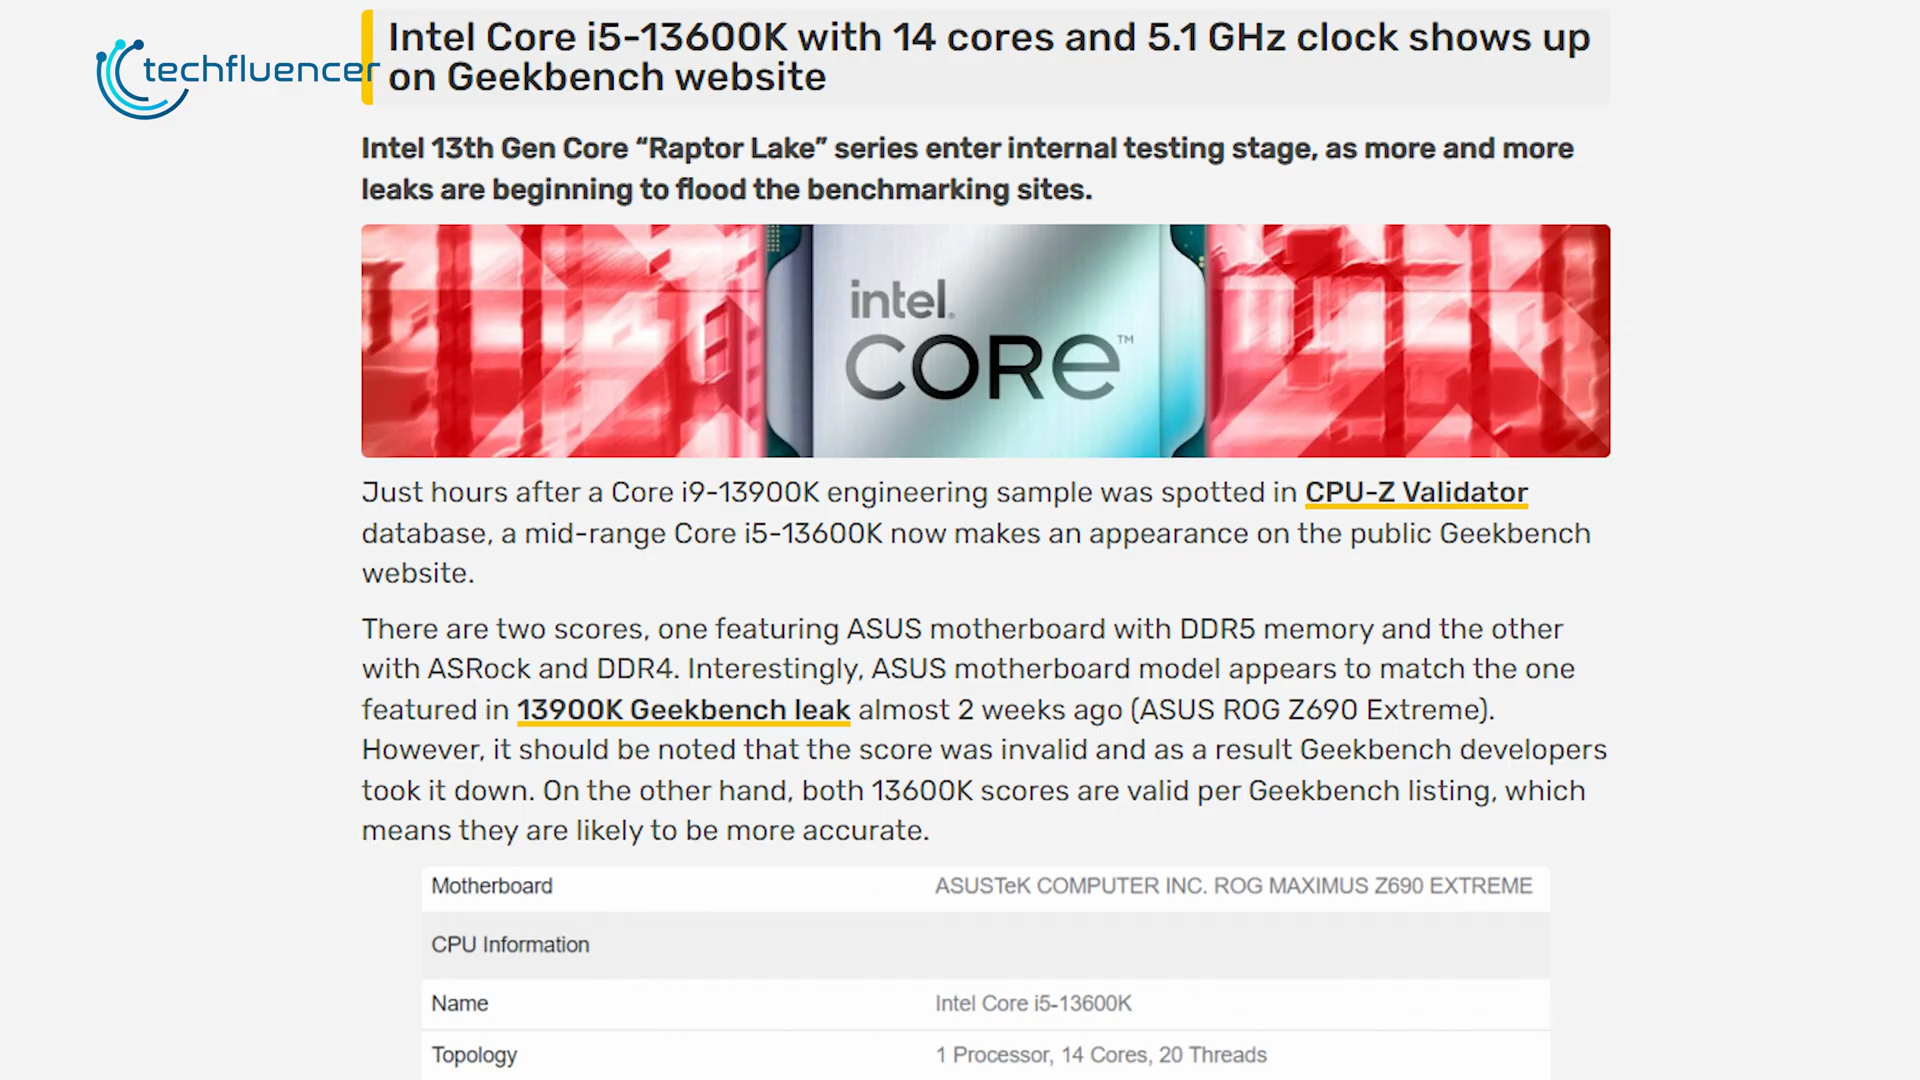 techfluencer
Intel Core i5-13600K with 14 cores and 5.1 GHz clock shows up
on Geekbench website
Intel 13th Gen Core “Raptor Lake” series enter internal testing stage, as more and more
leaks are beginning to flood the benchmarking sites.
intel.
CORe™
Just hours after a Core i9-13900K engineering sample was spotted in CPU-Z Validator
database, a mid-range Core i5-13600K now makes an appearance on the public Geekbench
website.
There are two scores, one featuring ASUS motherboard with DDR5 memory and the other
with ASRock and DDR4. Interestingly, ASUS motherboard model appears to match the one
featured in 13900K Geekbench leak almost 2 weeks ago (ASUS ROG Z690 Extreme).
However, it should be noted that the score was invalid and as a result Geekbench developers
took it down. On the other hand, both 13600K scores are valid per Geekbench listing, which
means they are likely to be more accurate.
Motherboard ASUSTeK COMPUTER INC. ROG MAXIMUS Z690 EXTREME
CPU Information
Name Intel Core i5-13600K
Topology 1 Processor, 14 Cores, 20 Threads